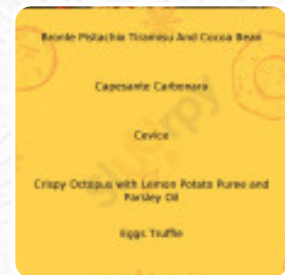 Bronte Pistachio Tiramisu And Cocoa Bean
Capesante Carbonara
Cevice
Crispy Octopus with Lemon Potato Puree and
Parsley Oil
Eggs Truffle
slurrpy